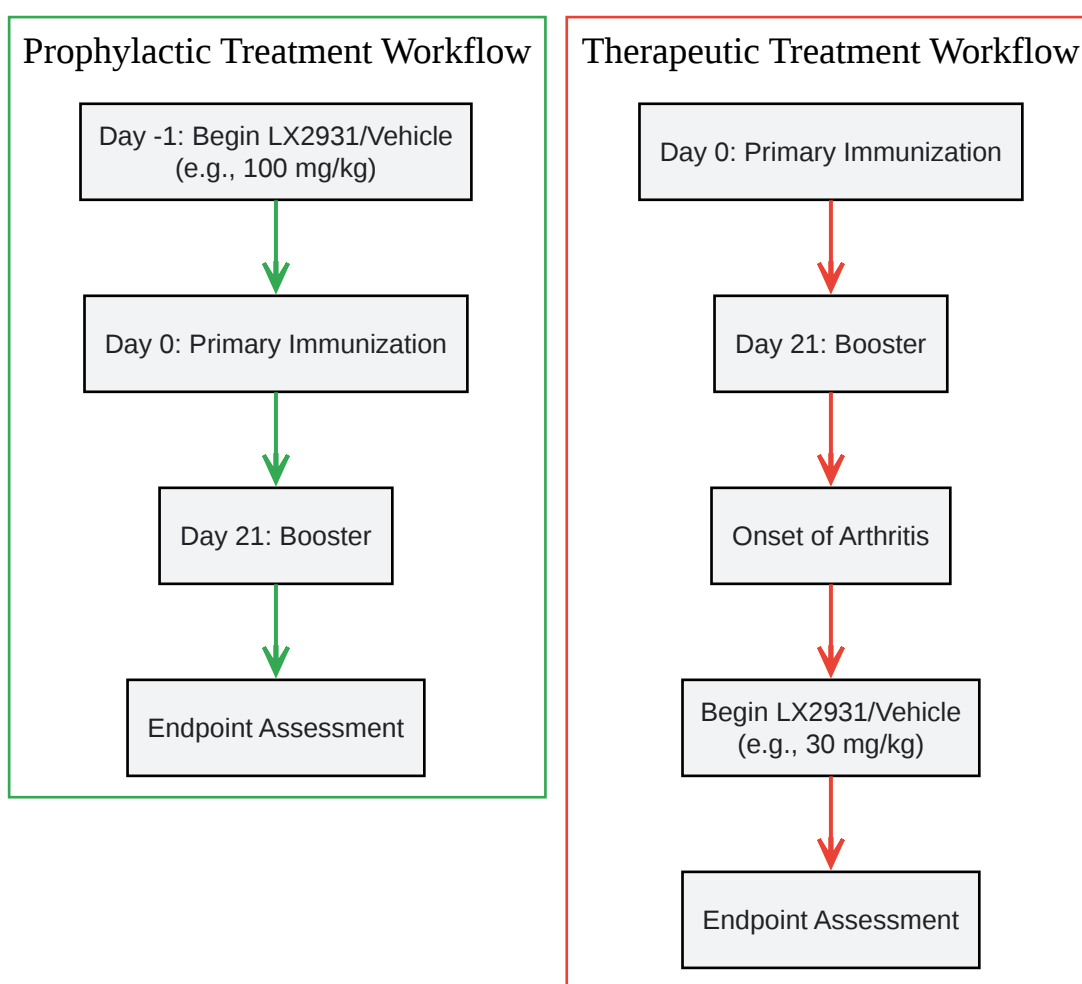 Prophylactic Treatment Workflow
Day -1: Begin LX2931/Vehicle
(e.g., 100 mg/kg)
Day 0: Primary Immunization
Day 21: Booster
Endpoint Assessment
Therapeutic Treatment Workflow
Day 0: Primary Immunization
Day 21: Booster
Onset of Arthritis
Begin LX2931/Vehicle
(e.g., 30 mg/kg)
Endpoint Assessment